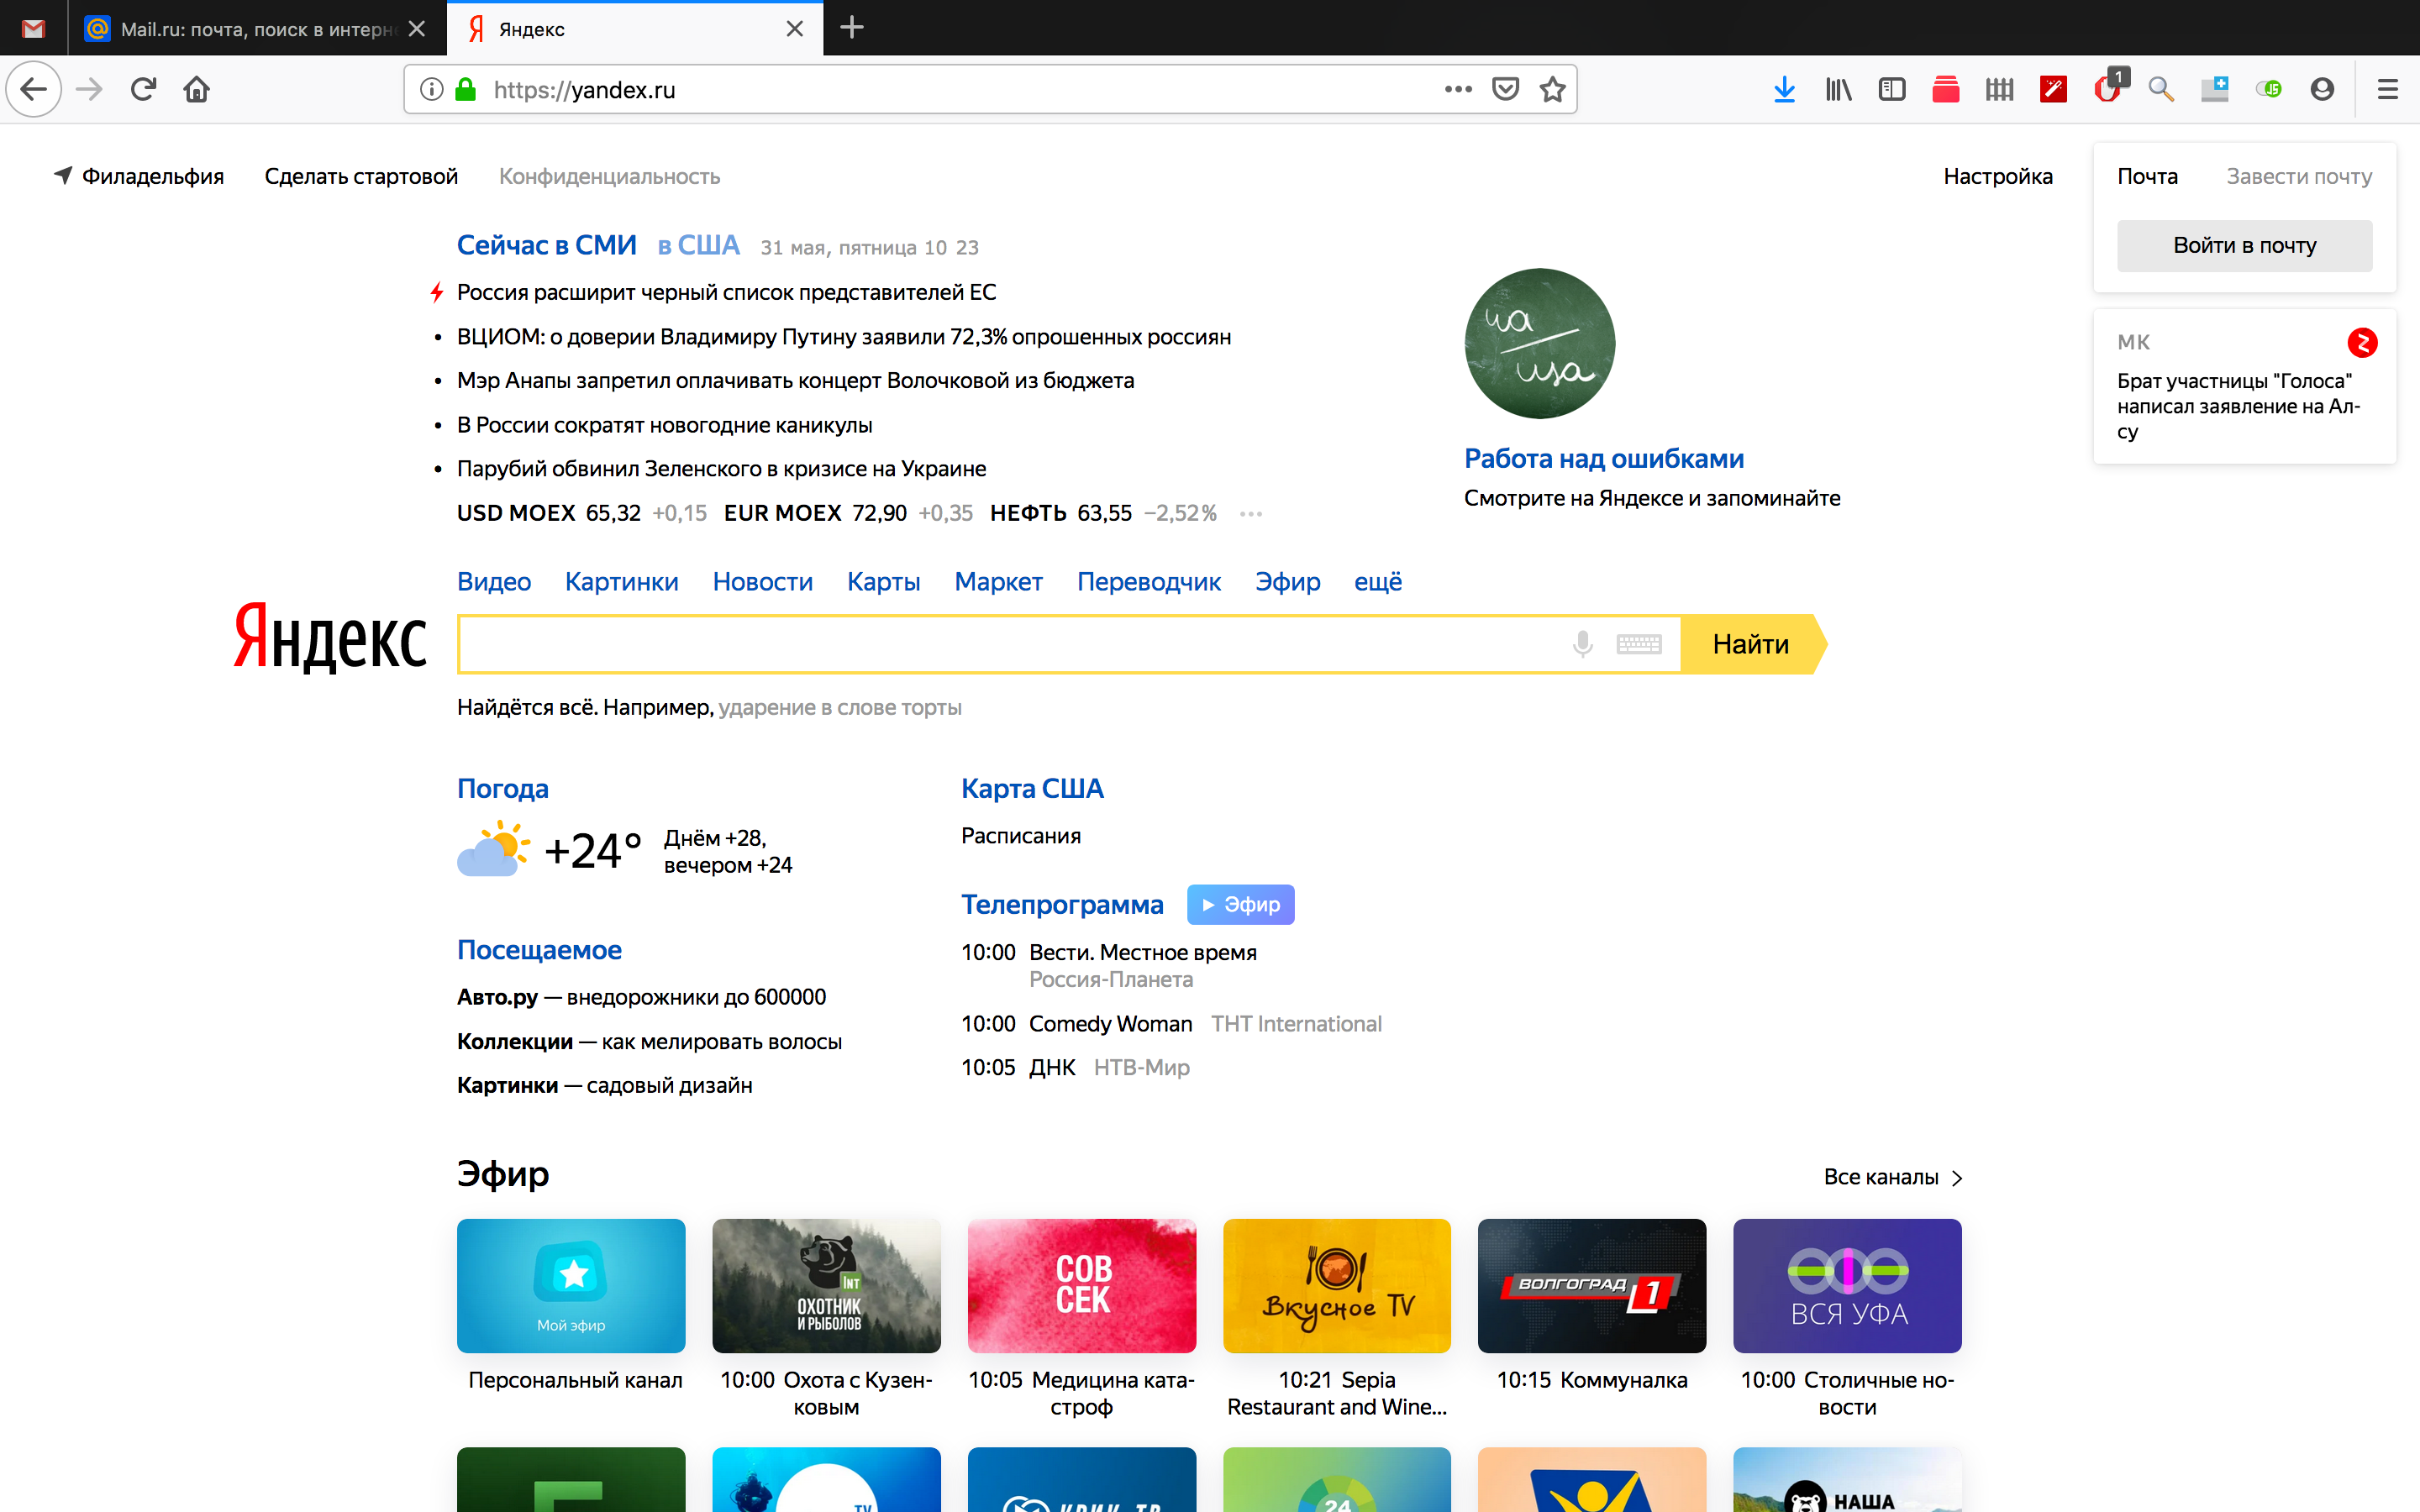 Mail.ru: почта, поиск в интерн
Яндекс
https://yandex.ru
1
Филаделфия Сделать стартовой Конфиденциальность
Настройка
Почта Завести почту
Войти в почту
Сейчас в СМИ в США 31 мая, пятница 10 23
Россия расширит черный список представителей ЕС
• ВЦИОМ: о доверии Владимиру Путину заявили 72,3% опрошенных россиян
• Мэр Анапы запретил оплачивать концерт Волочковой из бюджета
• В России сократят новогодние каникулы
• Парубий обвинил Зеленского в кризисе на Украине
USD MOEX 65,32 +0,15 EUR MOEX 72,90 +0,35 НЕФТЬ 63,55 −2,52% •••
ча
ща
Работа над ошибками
Смотрите на Яндексе и запоминайте
МК
Брат участницы "Голоса"
написал заявление на Ал-
су
Видео Картинки Новости Карты Маркет Переводчик Эфир ещё
Яндекс
Найти
Найдётся всё. Например, ударение в слове торты
Погода
+24°
Днём +28,
вечером +24
Карта США
Расписания
Телепрограмма Эфир
10:00 Вести. Местное время
Россия-Планета
10:00 Comedy Woman ТНТ International
10:05 ДНК НТВ-Мир
Посещаемое
Авто.ру — внедорожники до 600000
Коллекции — как мелировать волосы
Картинки — садовый дизайн
Эфир
Все каналы
Мой эфир
INT
ОХОТНИК
И РЫБОЛОВ
СОВ
СЕК
Вкусное TV
ВОЛГОГРАД 1
ВСЯ УФА
Персональный канал
10:00 Охота с Кузен-
ковым
10:05 Медицина ката-
строф
10:21 Sepia
Restaurant and Wine...
10:15 Коммуналка
10:00 Столичные но-
вости
TV
24
НАША